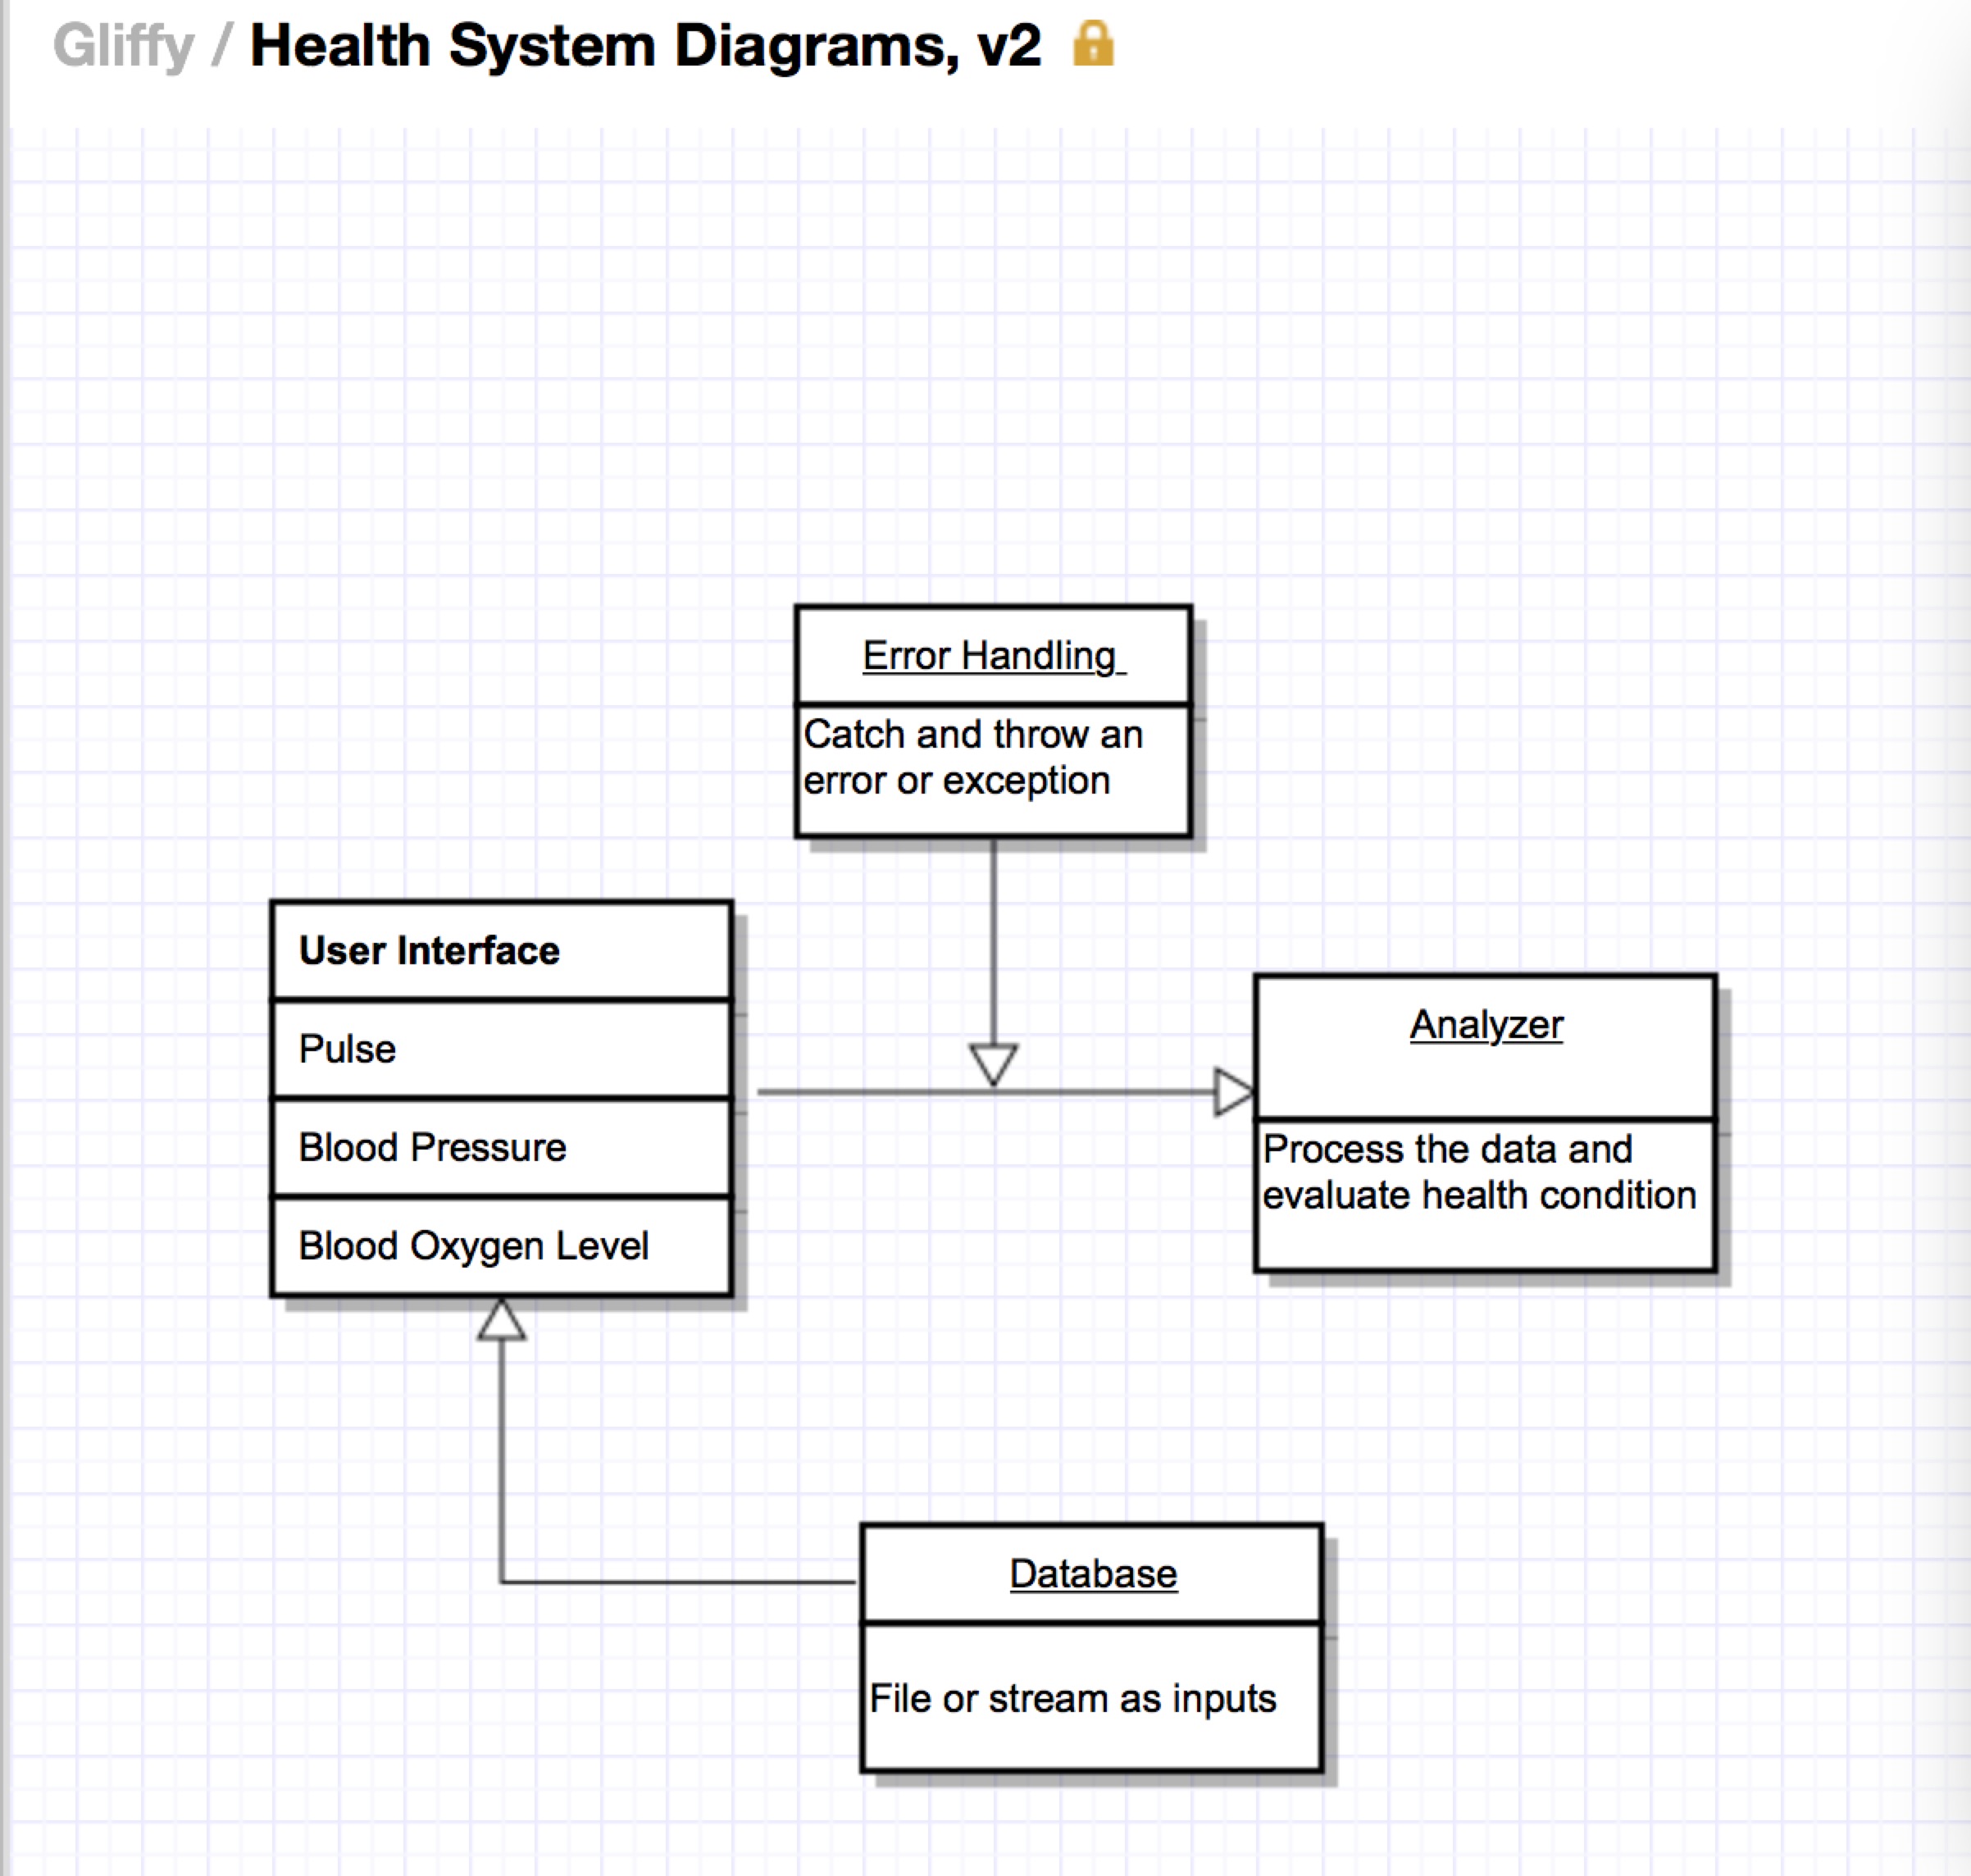 Gliffy / Health System Diagrams, v2
Error Handling
Catch and throw an
error or exception
User Interface
Pulse
Blood Pressure
Blood Oxygen Level
Analyzer
Process the data and
evaluate health condition
Database
File or stream as inputs